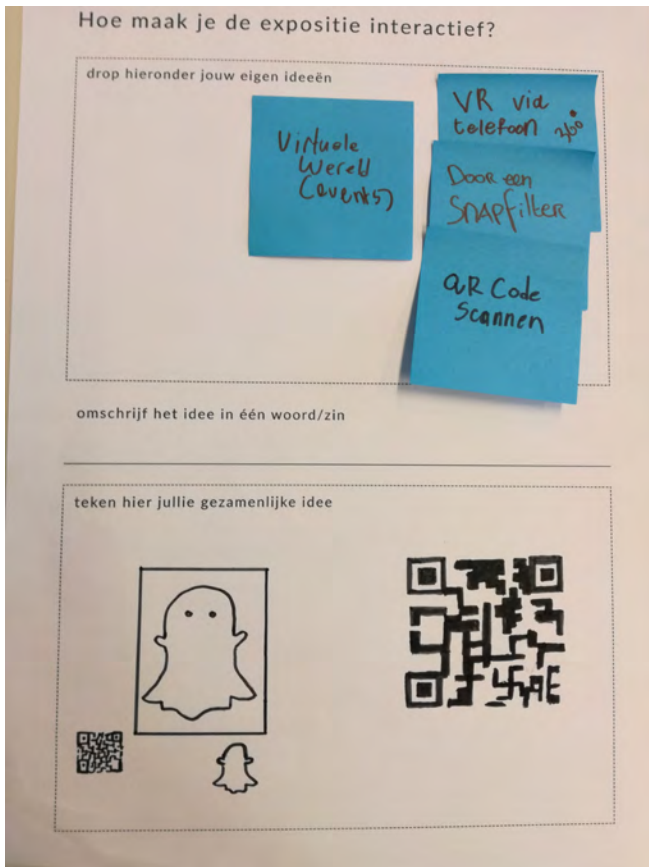 Hoe maak je de expositie interactief?
drop hieronder jouw eigen ideeën
Virtuele
Wereld
(events)
VR via
telefoon
Door een
SNAPfilter
QR Code
Scannen
omschrijf het idee in één woord/zin
teken hier jullie gezamenlijke idee